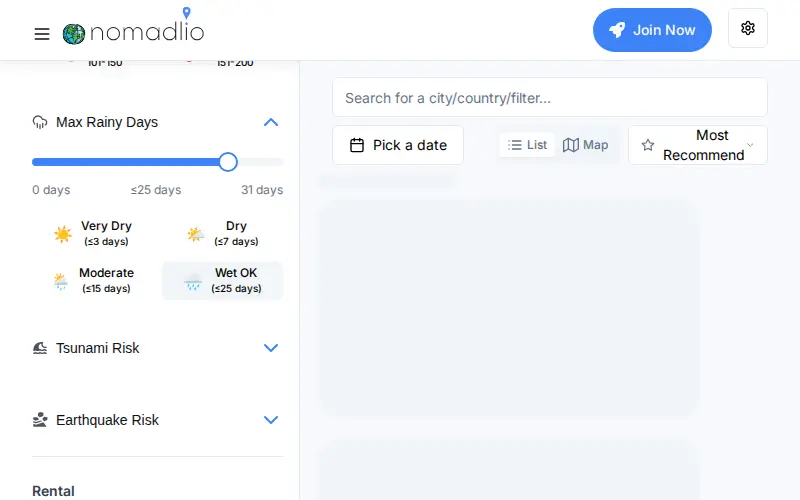 nomadlio
Join Now
101-150
151-200
Max Rainy Days
0 days
≤25 days
31 days
Very Dry
(≤3 days)
Dry
(≤7 days)
Moderate
(≤15 days)
Wet OK
(≤25 days)
Tsunami Risk
Earthquake Risk
Rental
Search for a city/country/filter...
Pick a date
List
Map
Most
Recommend